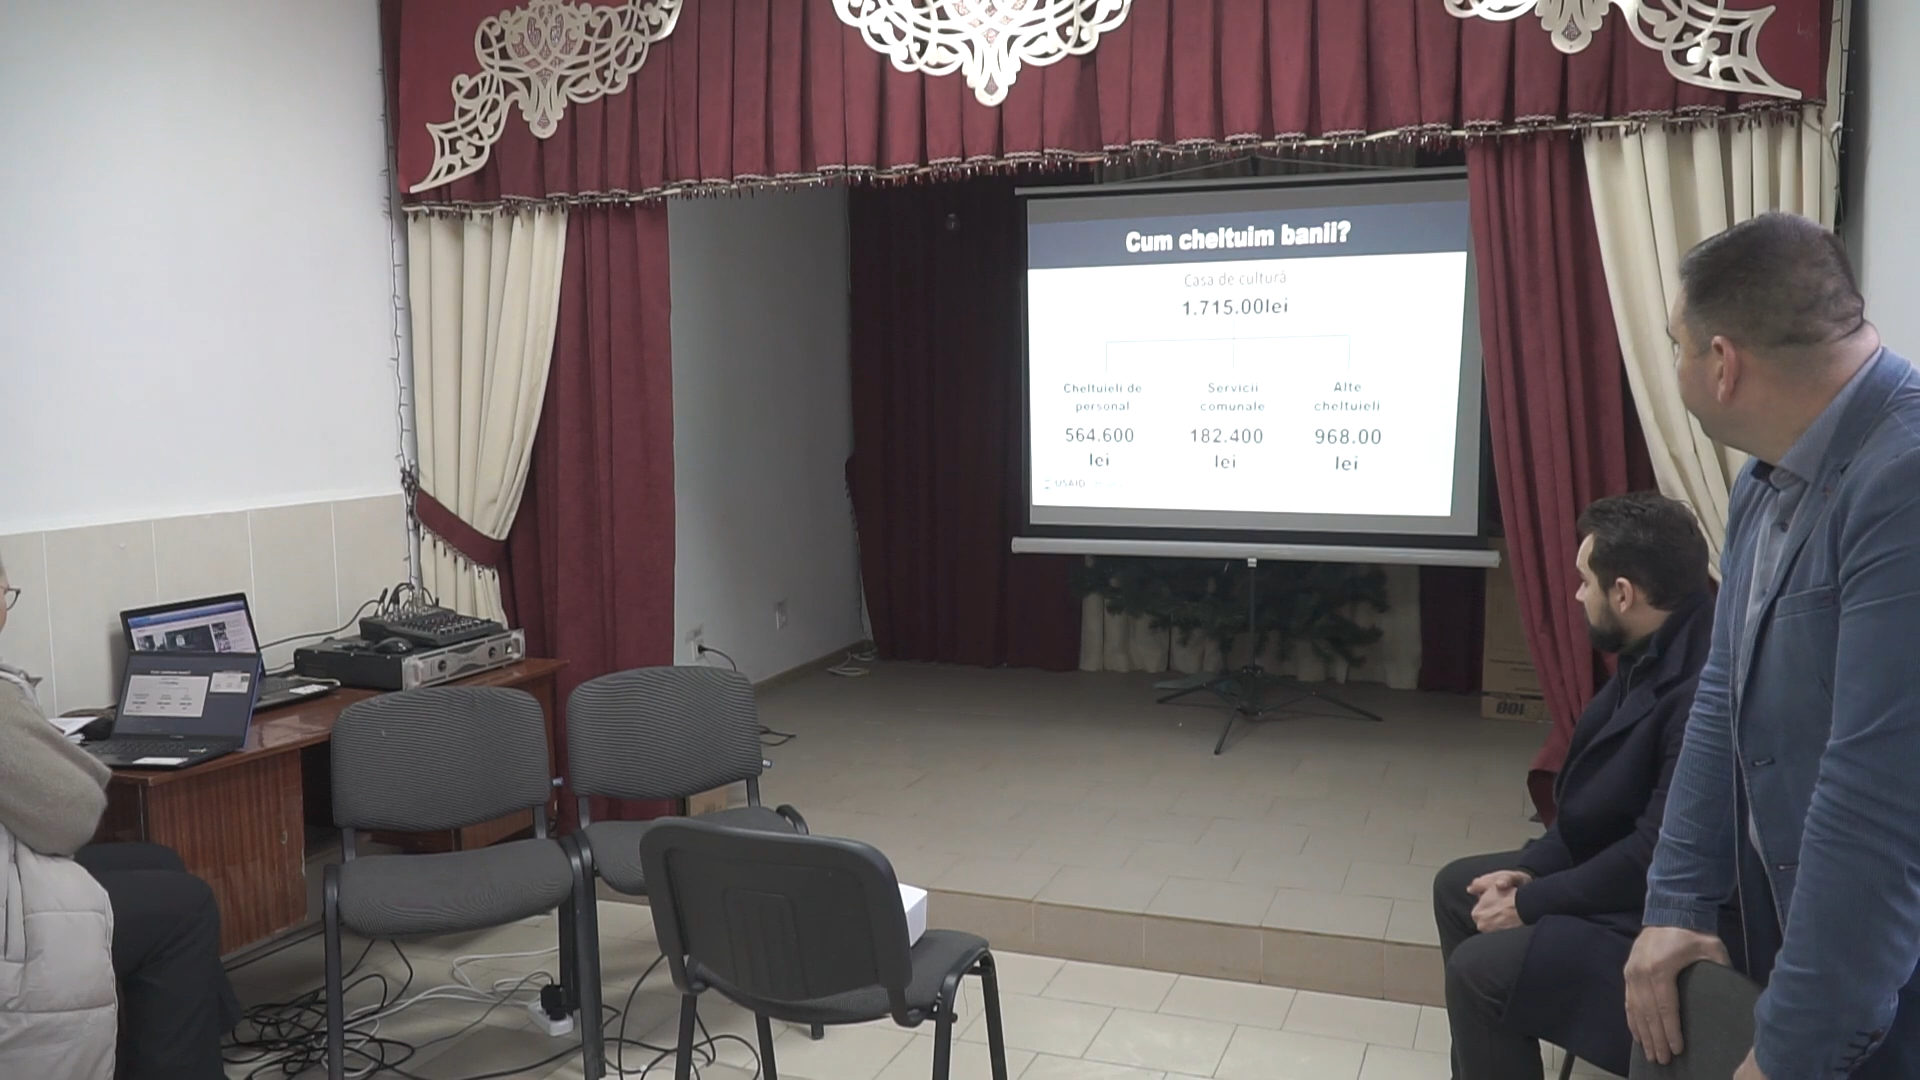 Cum cheltuim banii?
Casa de cultură
1.715.00lei
Cheltuieli de
personal
564.600
lei
Servicii
comunale
182.400
lei
Alte
cheltuieli
968.00
lei
USAID